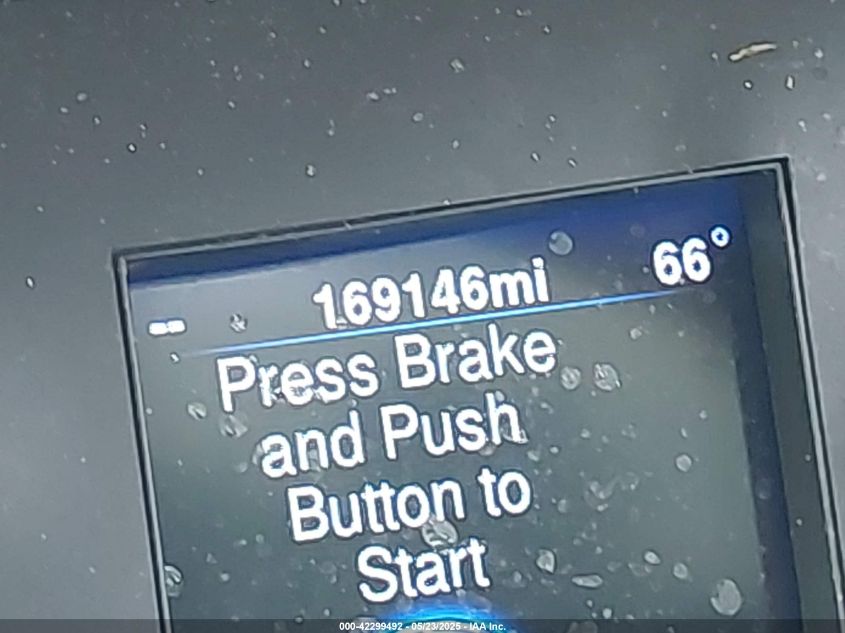 -- 169146mi 66°
Press Brake
and Push
Button to
Start
000-42299492 - 05/23/2025 - IAA Inc.